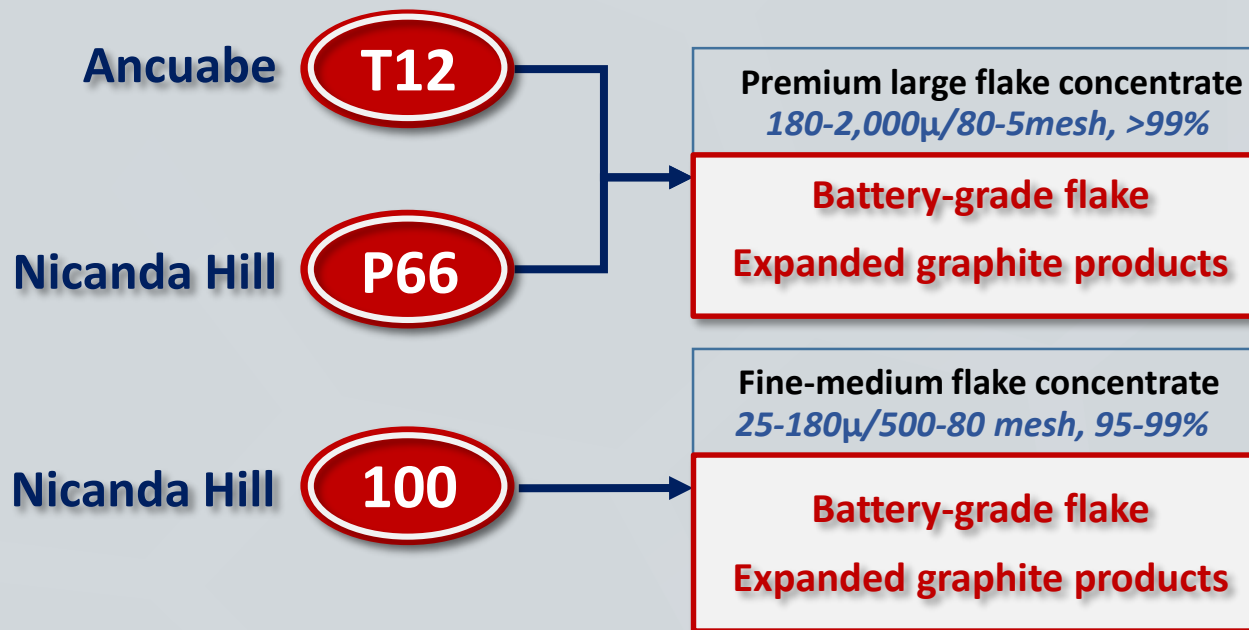 Ancuabe
T12
Nicanda Hill
P66
Premium large flake concentrate
180-2,000µ/80-5mesh, >99%
Battery-grade flake
Expanded graphite products
Nicanda Hill
100
Fine-medium flake concentrate
25-180µ/500-80 mesh, 95-99%
Battery-grade flake
Expanded graphite products